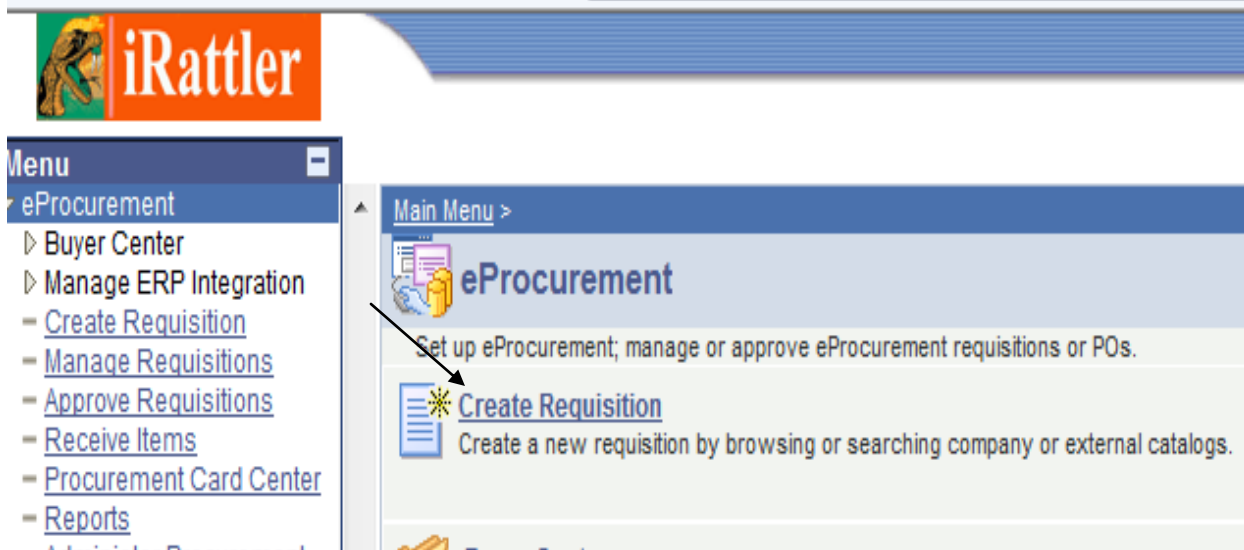 iRattler
Menu
eProcurement
Buyer Center
Manage ERP Integration
Create Requisition
Manage Requisitions
Approve Requisitions
Receive Items
Procurement Card Center
Reports
Main Menu >
eProcurement
Set up eProcurement; manage or approve eProcurement requisitions or POs.
Create Requisition
Create a new requisition by browsing or searching company or external catalogs.